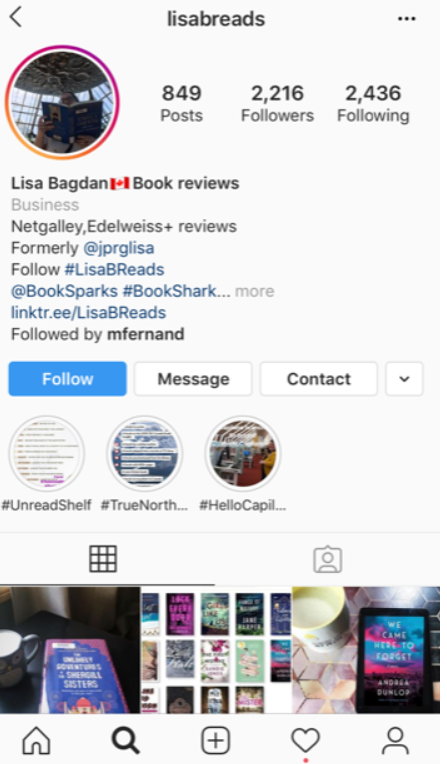 lisabreads
849
Posts
2,216
Followers
2,436
Following
Lisa Bagdan🇨🇦Book reviews
Business
Netgalley,Edelweiss+ reviews
Formerly @jprglisa
Follow #LisaBReads
@BookSparks #BookShark... more
linktr.ee/LisaBReads
Followed by mfernand
Follow
Message
Contact
#UnreadShelf
#TrueNorth...
#HelloCapil...
THE
UNLIKELY
ADVENTURES
OF THE
SHERGILL
SISTERS
LOCK
EVERY
DOOR
JANE
HARPER
WE
CAME
HERE TO
FORGET
ANDREA
DUNLOP